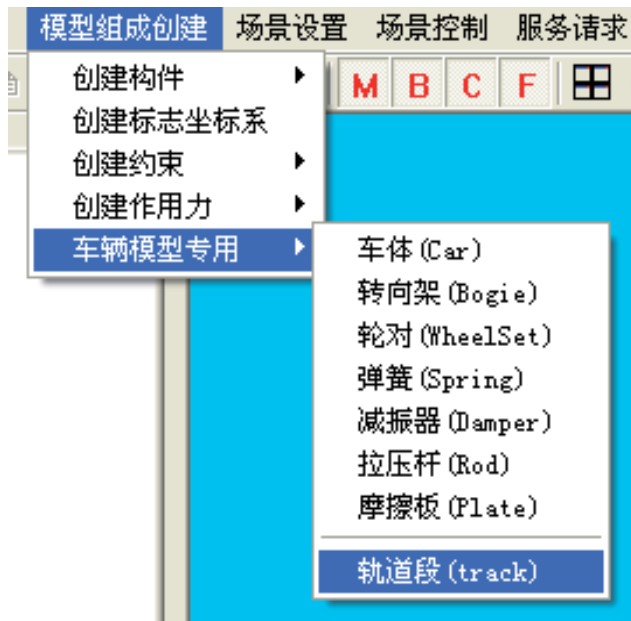 模型组成创建 场景设置 场景控制 服务请求
创建构件
M B C F
创建标志坐标系
创建约束
创建作用力
车辆模型专用
车体(Car)
转向架(Bogie)
轮对(WheelSet)
弹簧(Spring)
减振器(Damper)
拉压杆(Rod)
摩擦板(Plate)
轨道段(track)